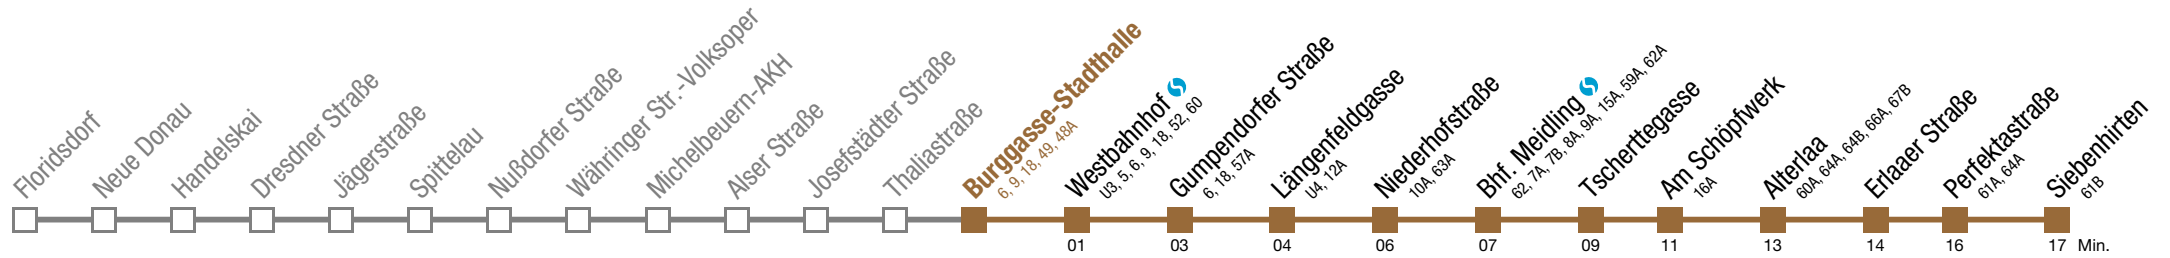 Floridsdorf
Neue Donau
Handelskai
Dresdner Straße
Jägerstraße
Spittelau
Nußdorfer Straße
Währinger Str.-Volksoper
Michelbeuern-AKH
Alser Straße
Josefstädter Straße
Thaliastraße
Burggasse-Stadthalle
6, 9, 18, 49, 48A
Westbahnhof
U3, 5, 6, 9, 18, 52, 60
01
Gumpendorfer Straße
6, 18, 57A
03
Längenfeldgasse
U4, 12A
04
Niederhofstraße
10A, 63A
06
Bhf. Meidling
62, 7A, 7B, 8A, 9A, 15A, 59A, 62A
07
Tscherttegasse
09
Am Schöpfwerk
16A
11
Alterlaa
60A, 64A, 64B, 66A, 67B
13
Erlaaer Straße
14
Perfektastraße
61A, 64A
16
Siebenhirten
61B
17 Min.